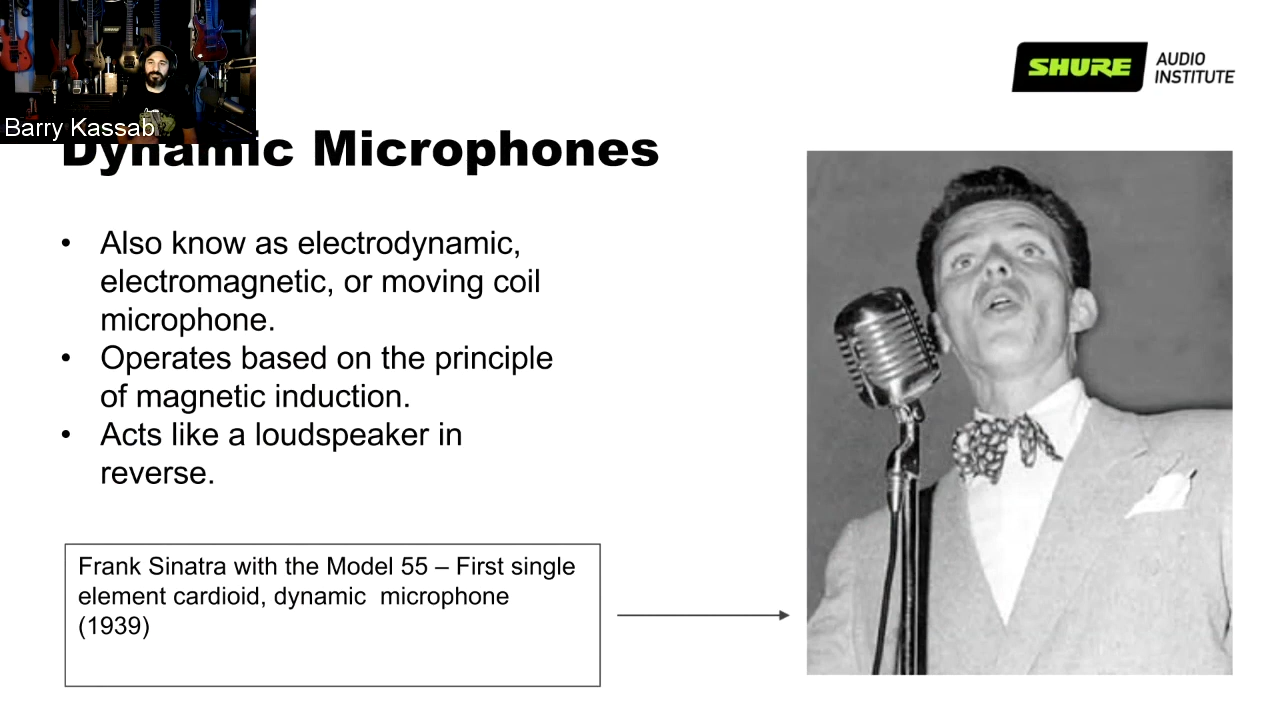 Barry Kassab
SHURE
AUDIO
INSTITUTE
Dynamic Microphones
• Also know as electrodynamic,
electromagnetic, or moving coil
microphone.
• Operates based on the principle
of magnetic induction.
• Acts like a loudspeaker in
reverse.
Frank Sinatra with the Model 55 – First single
element cardioid, dynamic  microphone
(1939)